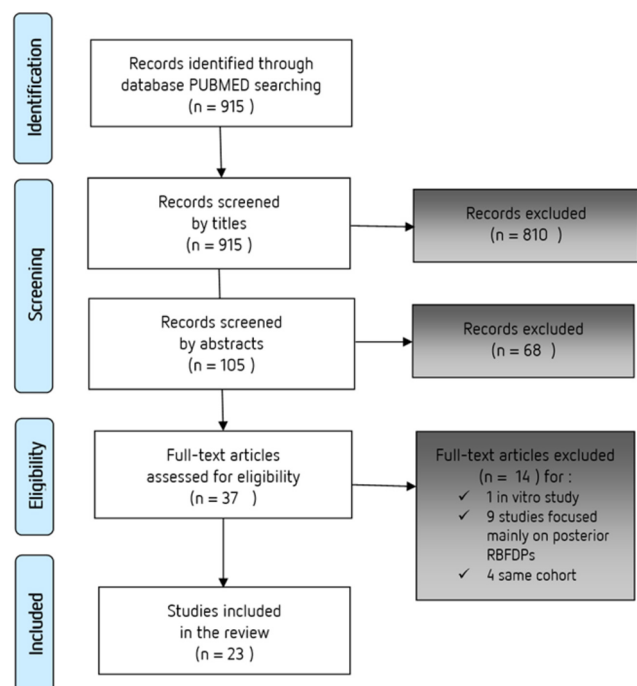 Identification
Records identified through
database PUBMED searching
(n = 915)
Screening
Records screened
by titles
(n = 915 )
Records excluded
(n = 810 )
Records screened
by abstracts
(n = 105 )
Records excluded
(n = 68 )
Eligibility
Full-text articles
assessed for eligibility
(n = 37 )
Full-text articles excluded
(n = 14 ) for :
✓ 1 in vitro study
✓ 9 studies focused
mainly on posterior
RBFDPs
✓ 4 same cohort
Included
Studies included
in the review
(n = 23 )